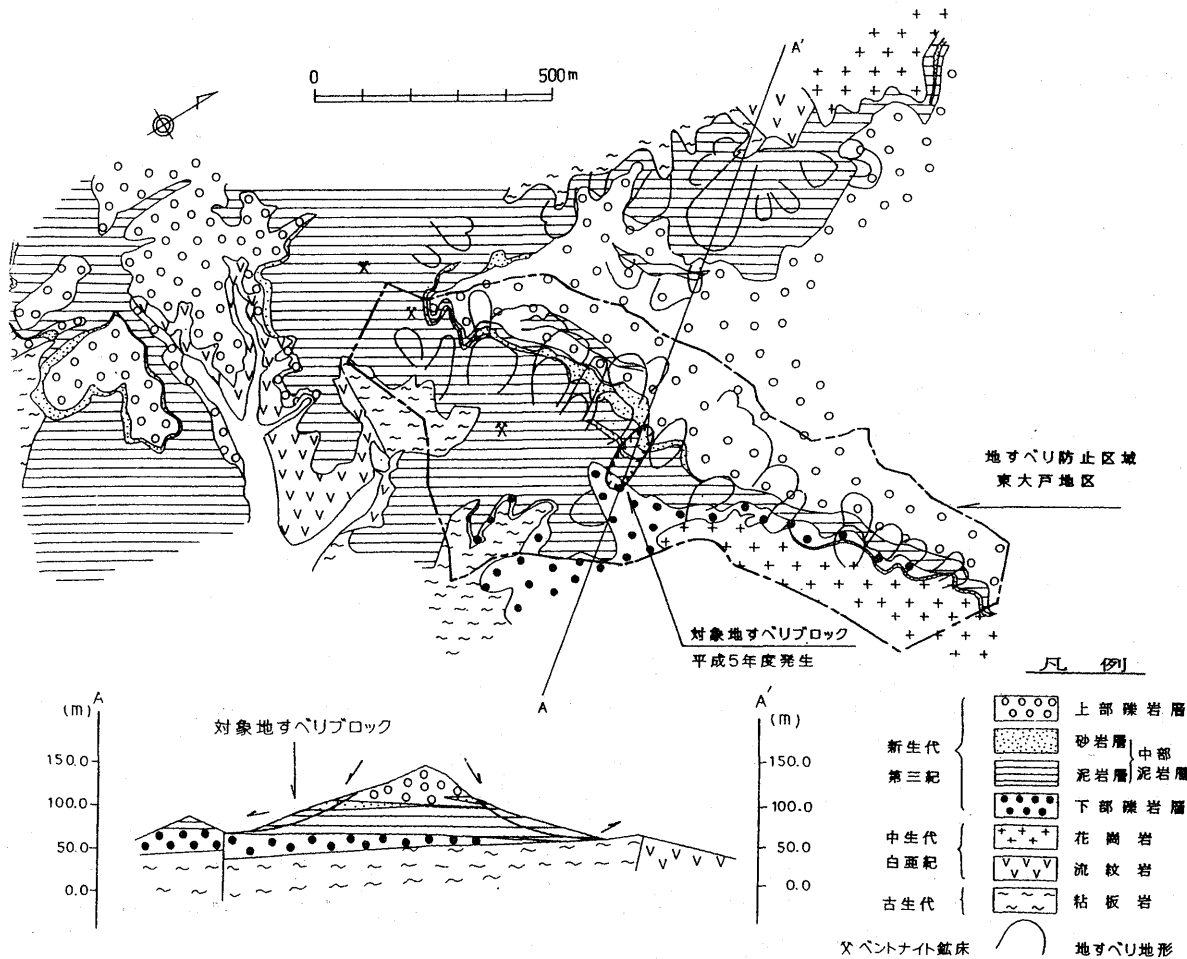 0 500m
A'
地すべり防止区域
東大戸地区
対象地すべりブロック
平成5年度発生
A
凡例
上部礫岩層
砂岩層
泥岩層
中部
泥岩層
下部礫岩層
花崗岩
流紋岩
粘板岩
新生代
第三紀
中生代
白亜紀
古生代
ベントナイト鉱床
地すべり地形
A
(m)
150.0
100.0
50.0
0.0
対象地すべりブロック
A'
(m)
150.0
100.0
50.0
0.0